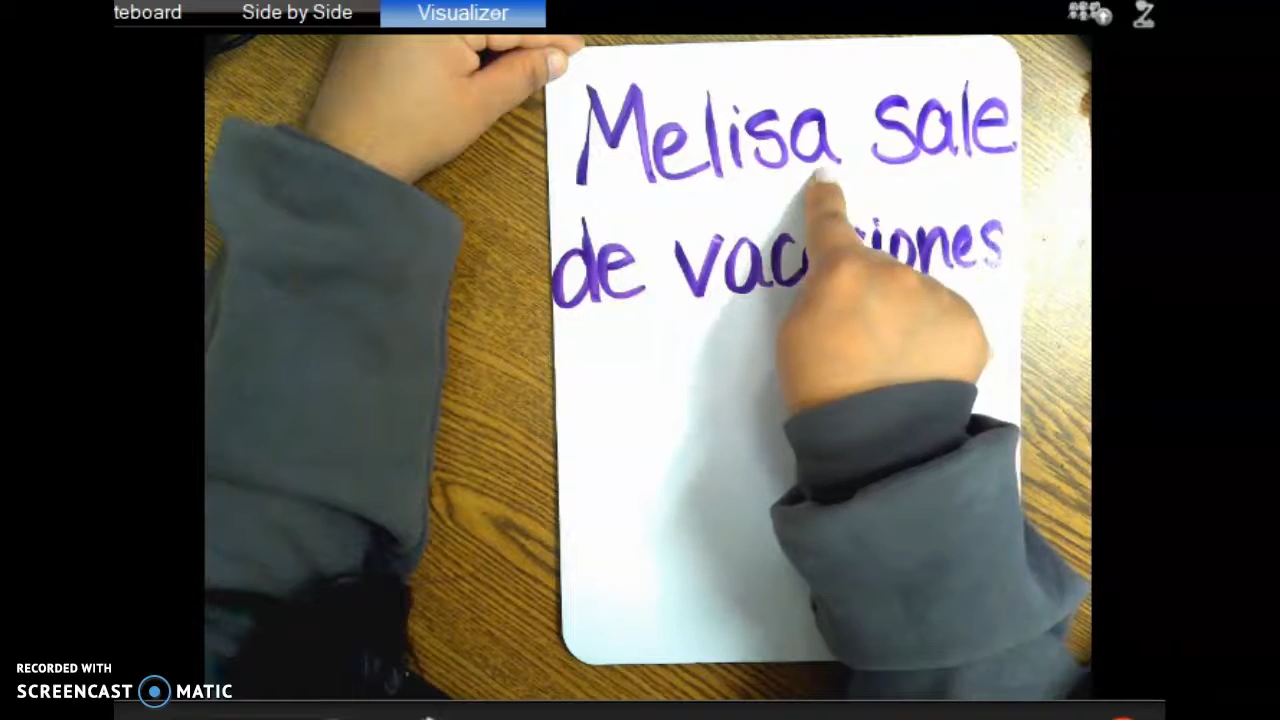 teboard Side by Side Visualizer
Melisa sale
de
RECORDED WITH
SCREENCAST MATIC